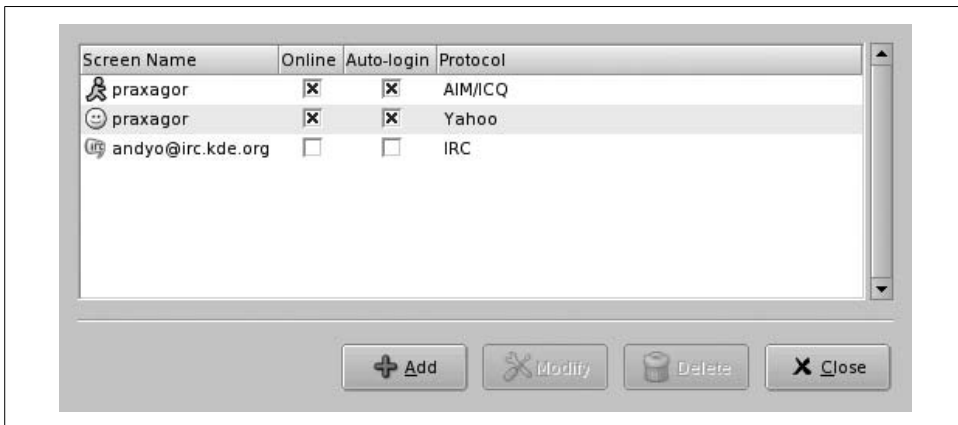 Screen Name Online Auto-login Protocol
praxagor AIM/ICQ
praxagor Yahoo
irc andyo@irc.kde.org IRC
Add Modify Delete Close